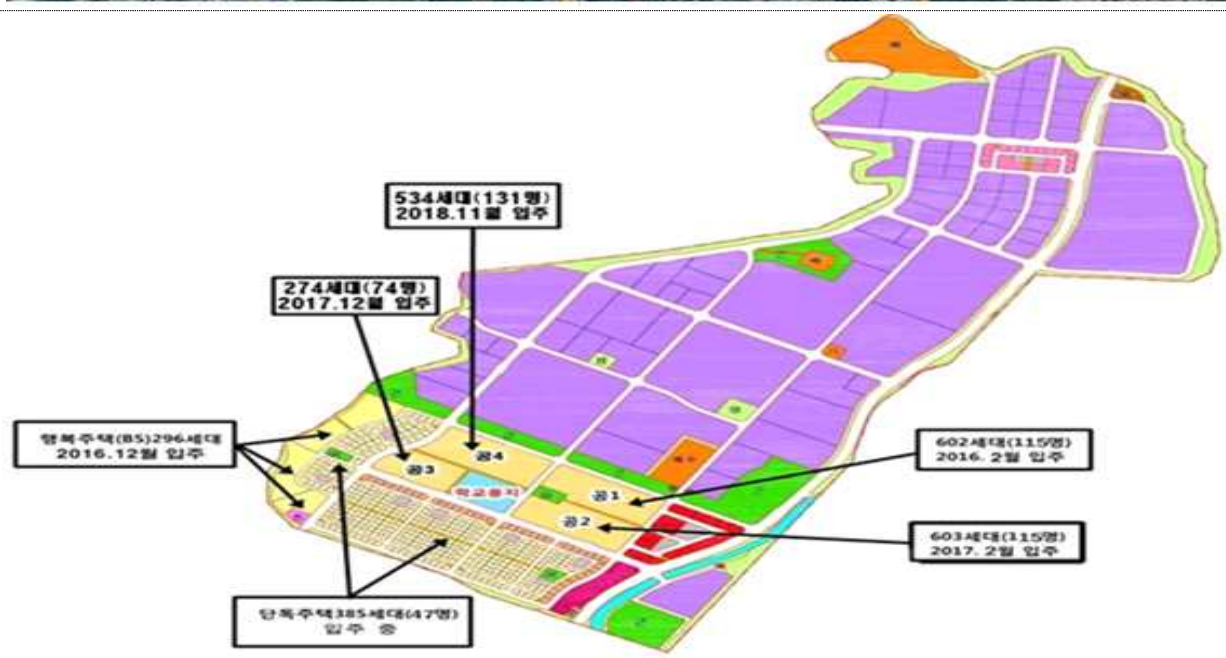 534세대(131명)
2018.11월 입주
274세대(74명)
2017.12월 입주
행복주택(BS)296세대
2016.12월 입주
602세대(115명)
2016. 2월 입주
공4
공3
공1
학교용지
공2
603세대(115명)
2017. 2월 입주
단독주택385세대(47명)
입주 중